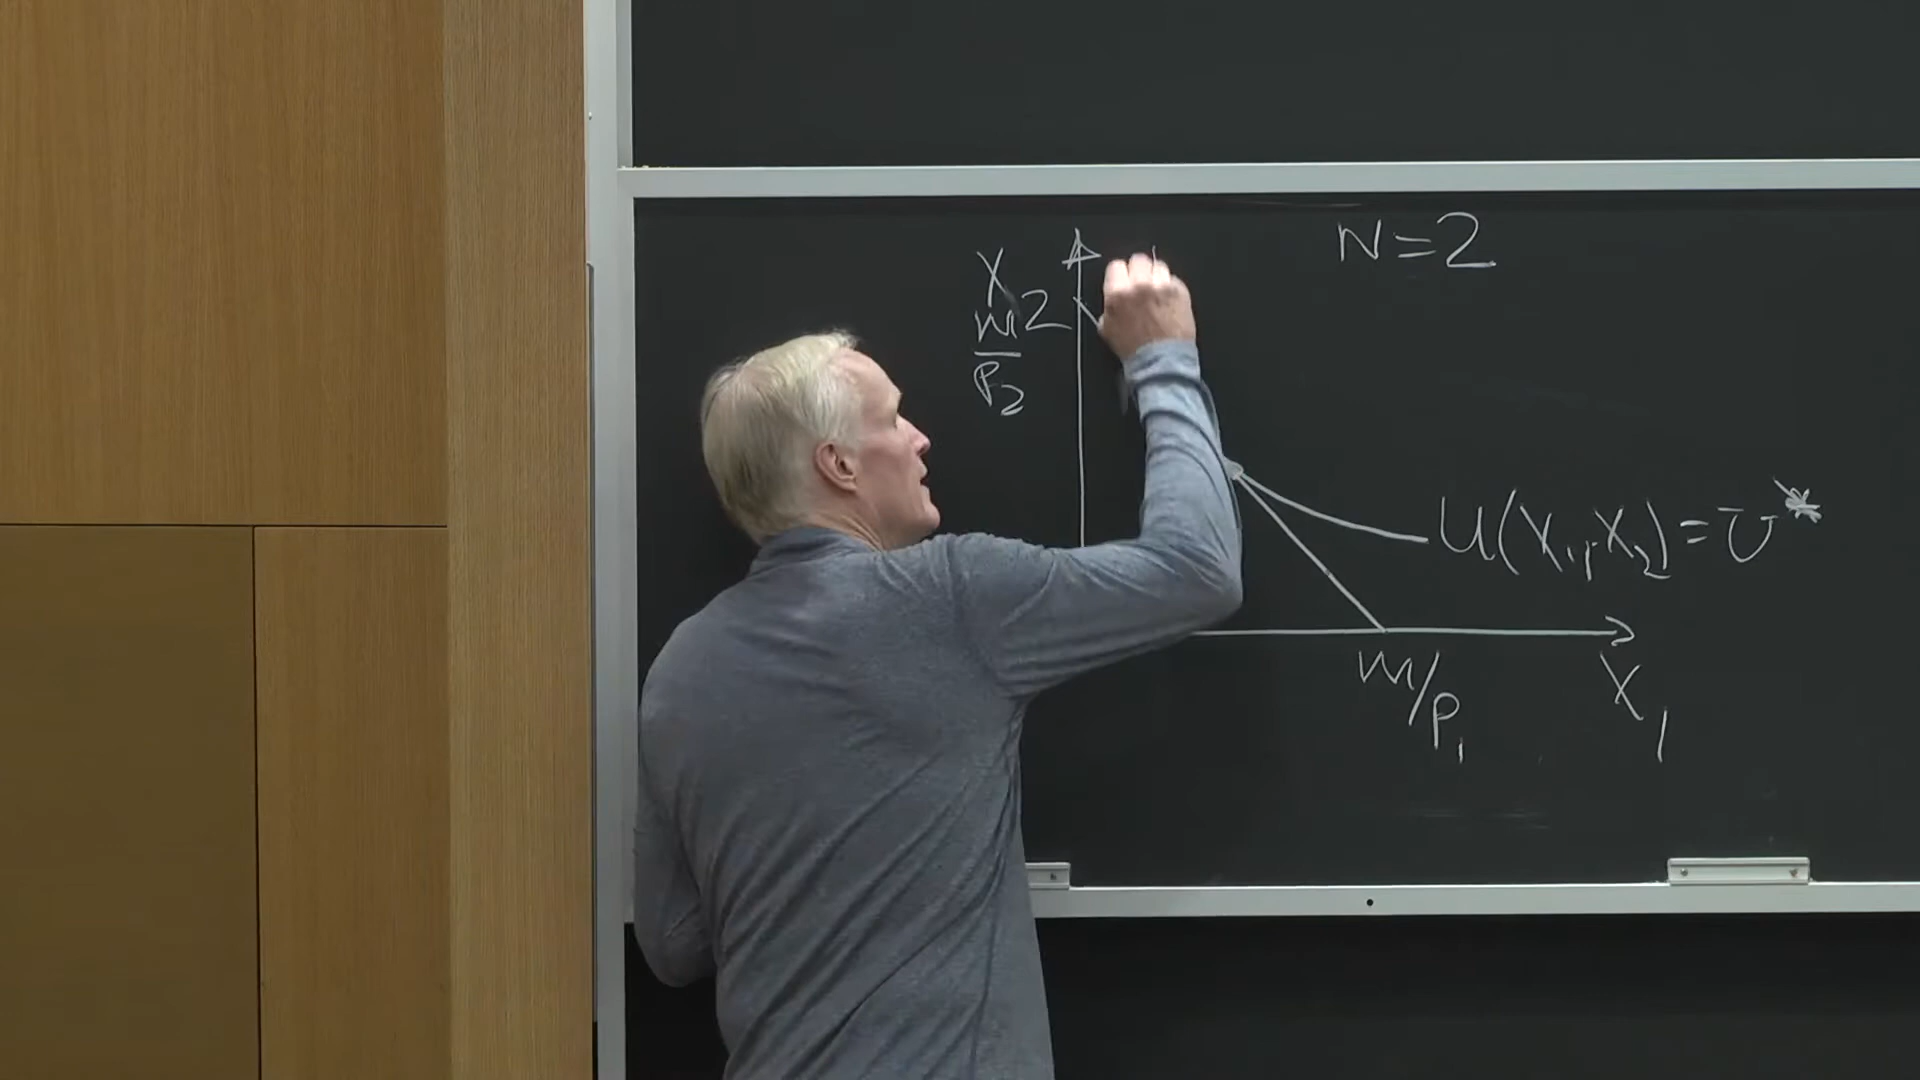 N=2
X2
m
P2
U(X1, X2) = U*
m/p1
X1